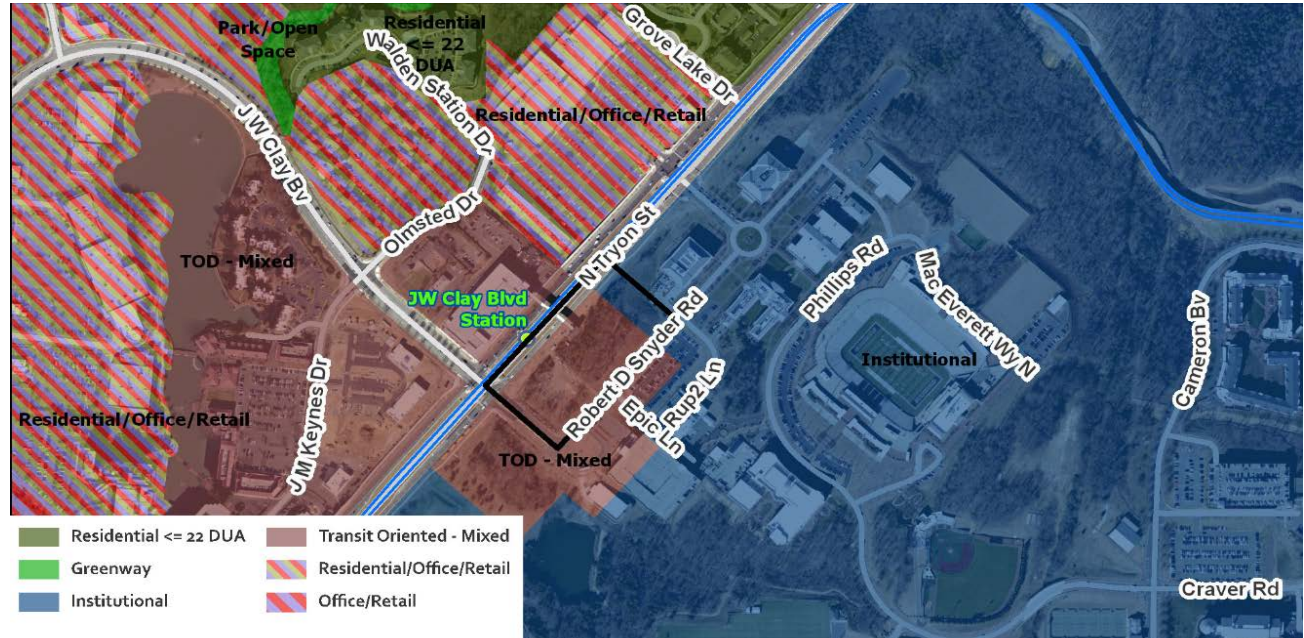 Park/Open
Space
Residential
<= 22
DUA
Grove Lake Dr
Walden Station Dr
Residential/Office/Retail
J W Clay Bv
Olmsted Dr
TOD - Mixed
N Tryon St
JW Clay Blvd
Station
Phillips Rd
Mac Everett Wy N
Institutional
Robert D Snyder Rd
Rup2 Ln
Epic Ln
Cameron Bv
Residential/Office/Retail
J M Keynes Dr
TOD - Mixed
Craver Rd
Residential <= 22 DUA
Greenway
Institutional
Transit Oriented - Mixed
Residential/Office/Retail
Office/Retail